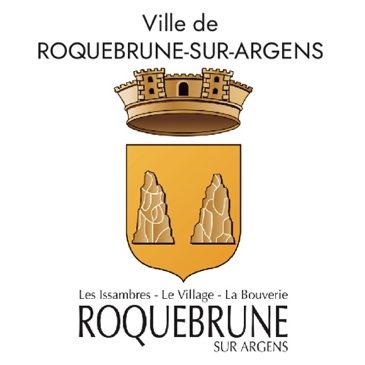 Ville de
ROQUEBRUNE-SUR-ARGENS
Les Issambres - Le Village - La Bouverie
ROQUEBRUNE
SUR ARGENS